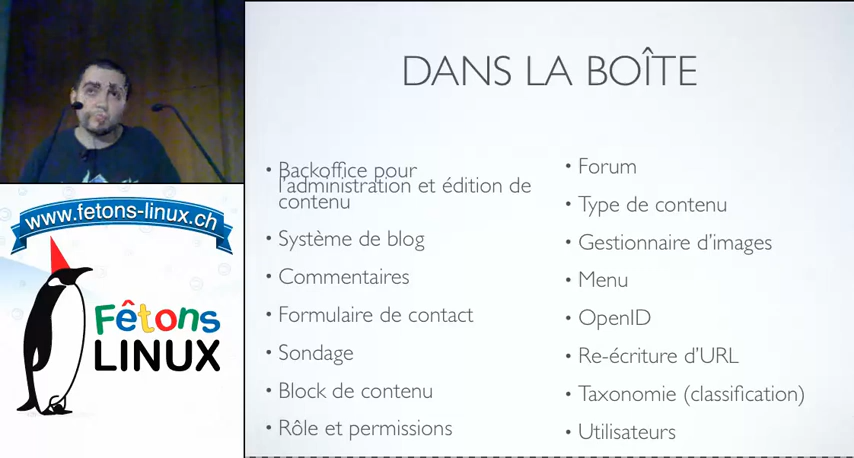 DANS LA BOÎTE
• Backoffice pour
l'administration et édition de
contenu
• Système de blog
• Commentaires
• Formulaire de contact
• Sondage
• Block de contenu
• Rôle et permissions
• Forum
• Type de contenu
• Gestionnaire d'images
• Menu
• OpenID
• Re-écriture d'URL
• Taxonomie (classification)
• Utilisateurs
www.fetons-linux.ch
Fêtons
LINUX